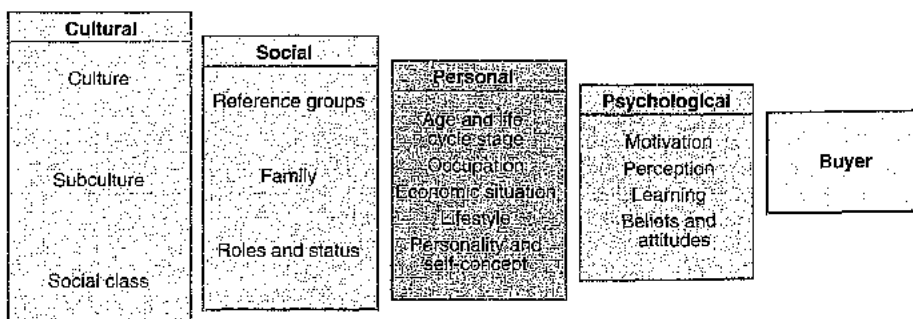 Cultural
Culture
Subculture
Social class
Social
Reference groups
Family
Roles and status
Personal
Age and life
cycle stage
Occupation
Economic situation
Lifestyle
Personality and
self-concept
Psychological
Motivation
Perception
Learning
Beliefs and
attitudes
Buyer